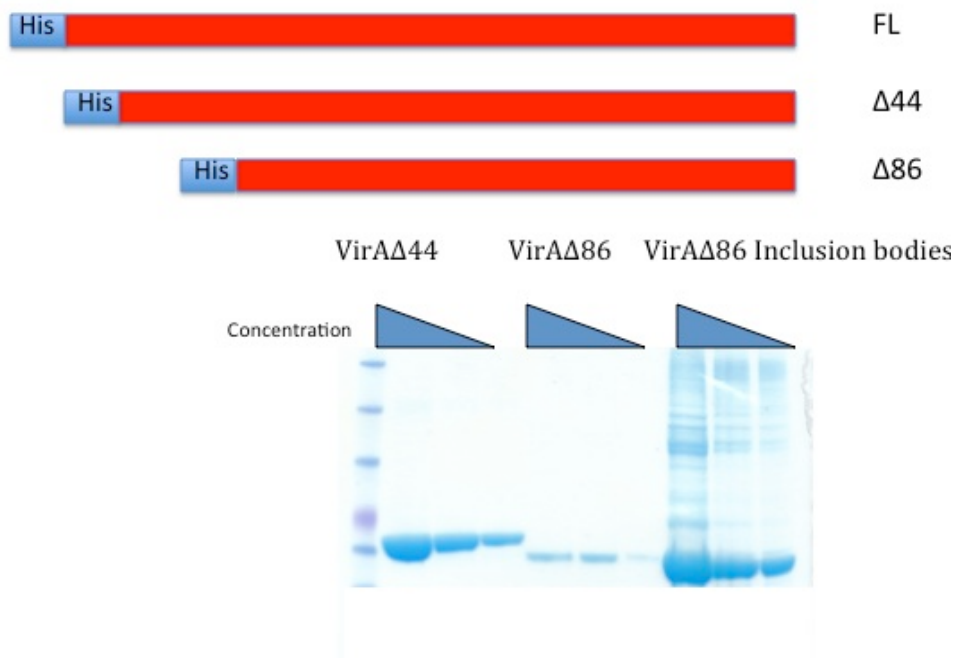 His FL
His Δ44
His Δ86
VirAΔ44 VirAΔ86 VirAΔ86 Inclusion bodies
Concentration